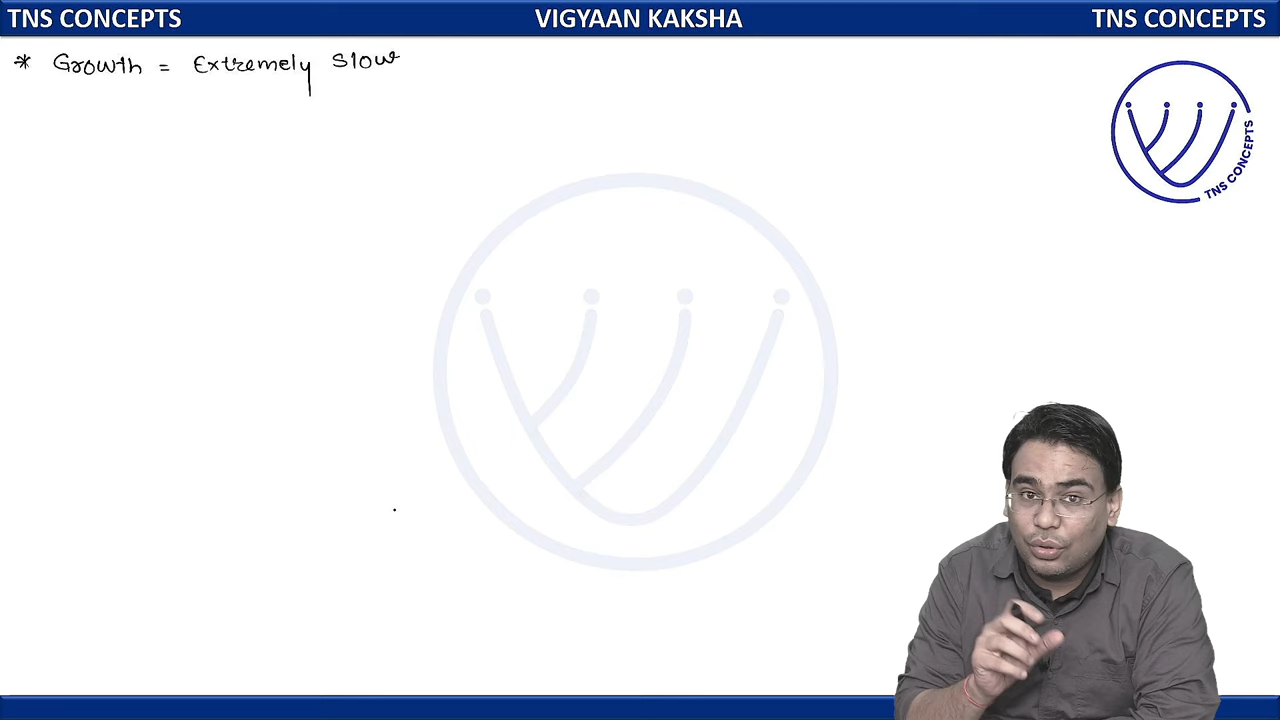 TNS CONCEPTS VIGYAAN KAKSHA TNS CONCEPTS
* Growth = Extremely Slow
TNS CONCEPTS